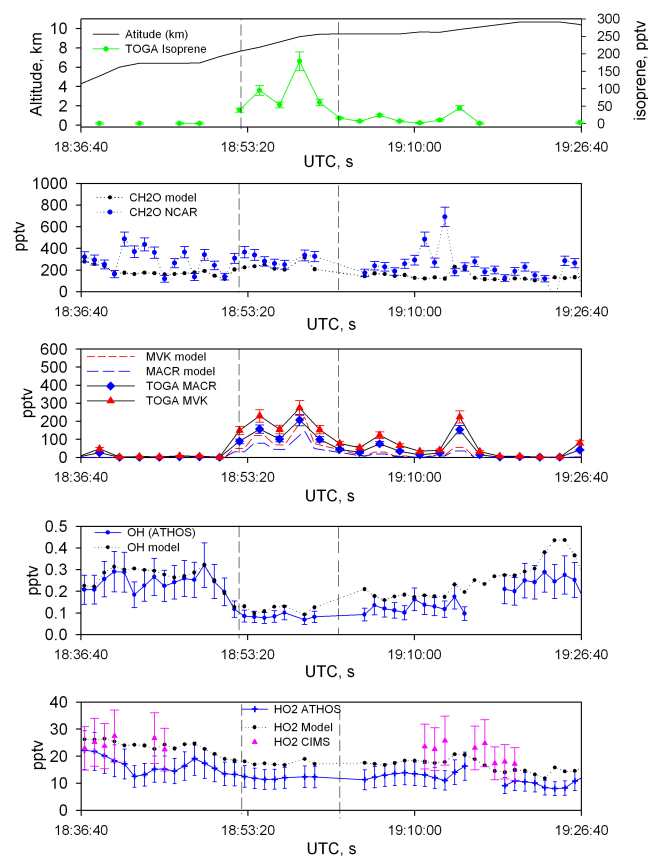 10
8
6
4
2
0
Altitude, km
Atitude (km)
TOGA Isoprene
300
250
200
150
100
50
0
isoprene, pptv
18:36:40 18:53:20 19:10:00 19:26:40
UTC, s
1000
800
600
400
200
0
pptv
CH2O model
CH2O NCAR
18:36:40 18:53:20 19:10:00 19:26:40
UTC, s
600
500
400
300
200
100
0
pptv
MVK model
MACR model
TOGA MACR
TOGA MVK
18:36:40 18:53:20 19:10:00 19:26:40
UTC, s
0.5
0.4
0.3
0.2
0.1
0.0
pptv
OH (ATHOS)
OH model
18:36:40 18:53:20 19:10:00 19:26:40
UTC, s
40
30
20
10
0
pptv
HO2 ATHOS
HO2 Model
HO2 CIMS
18:36:40 18:53:20 19:10:00 19:26:40
UTC, s